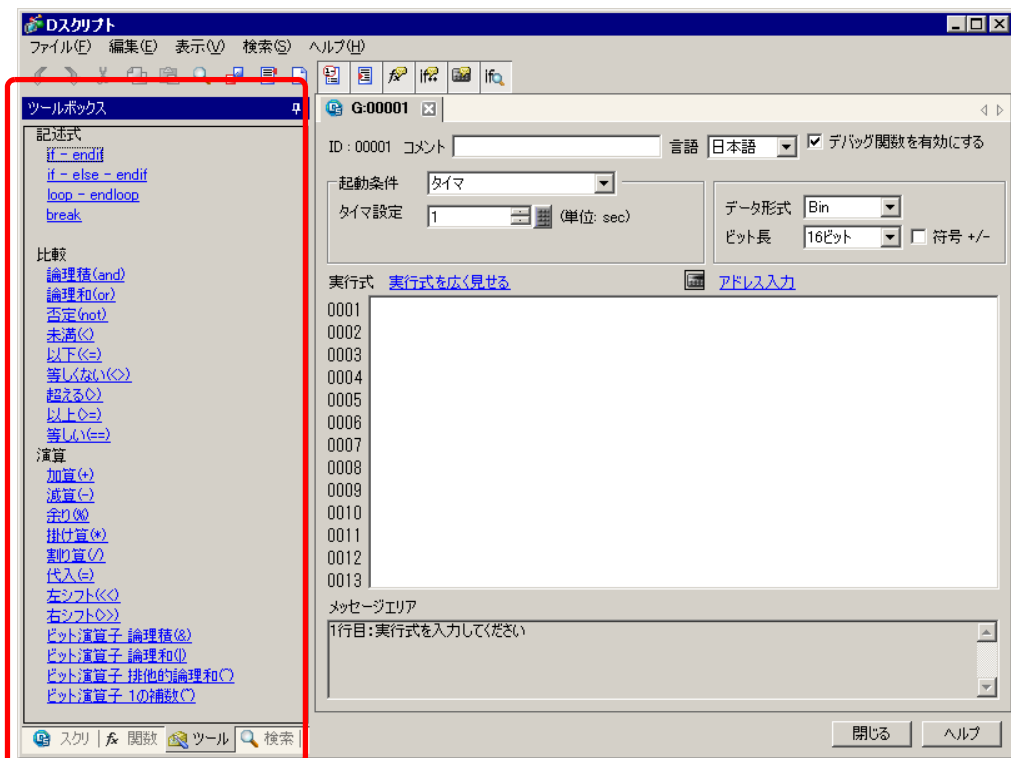 Dスクリプト
ファイル(F) 編集(E) 表示(V) 検索(S) ヘルプ(H)
ツールボックス
記述式
if - endif
if - else - endif
loop - endloop
break
比較
論理積(and)
論理和(or)
否定(not)
未満(<)
以下(<=)
等しくない(<>)
超える(>)
以上(>=)
等しい(==)
演算
加算(+)
減算(-)
余り(%)
掛け算(*)
割り算(/)
代入(=)
左シフト(<<)
右シフト(>>)
ビット演算子 論理積(&)
ビット演算子 論理和(|)
ビット演算子 排他的論理和(^)
ビット演算子 1の補数(~)
スクリ fx 関数 ツール 検索
G:00001
ID : 00001 コメント 言語 日本語 デバッグ関数を有効にする
起動条件 タイマ
タイマ設定 1 (単位: sec)
データ形式 Bin
ビット長 16ビット 符号 +/-
実行式 実行式を広く見せる アドレス入力
0001
0002
0003
0004
0005
0006
0007
0008
0009
0010
0011
0012
0013
メッセージエリア
1行目:実行式を入力してください
閉じる ヘルプ